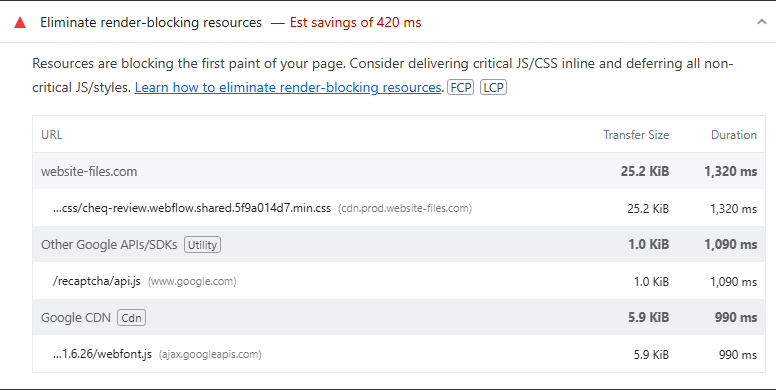 Eliminate render-blocking resources — Est savings of 420 ms
Resources are blocking the first paint of your page. Consider delivering critical JS/CSS inline and deferring all non-
critical JS/styles. Learn how to eliminate render-blocking resources. FCP LCP
URL Transfer Size Duration
website-files.com 25.2 KiB 1,320 ms
...css/cheq-review.webflow.shared.5f9a014d7.min.css (cdn.prod.website-files.com) 25.2 KiB 1,320 ms
Other Google APIs/SDKs Utility 1.0 KiB 1,090 ms
/recaptcha/api.js (www.google.com) 1.0 KiB 1,090 ms
Google CDN Cdn 5.9 KiB 990 ms
...1.6.26/webfont.js (ajax.googleapis.com) 5.9 KiB 990 ms